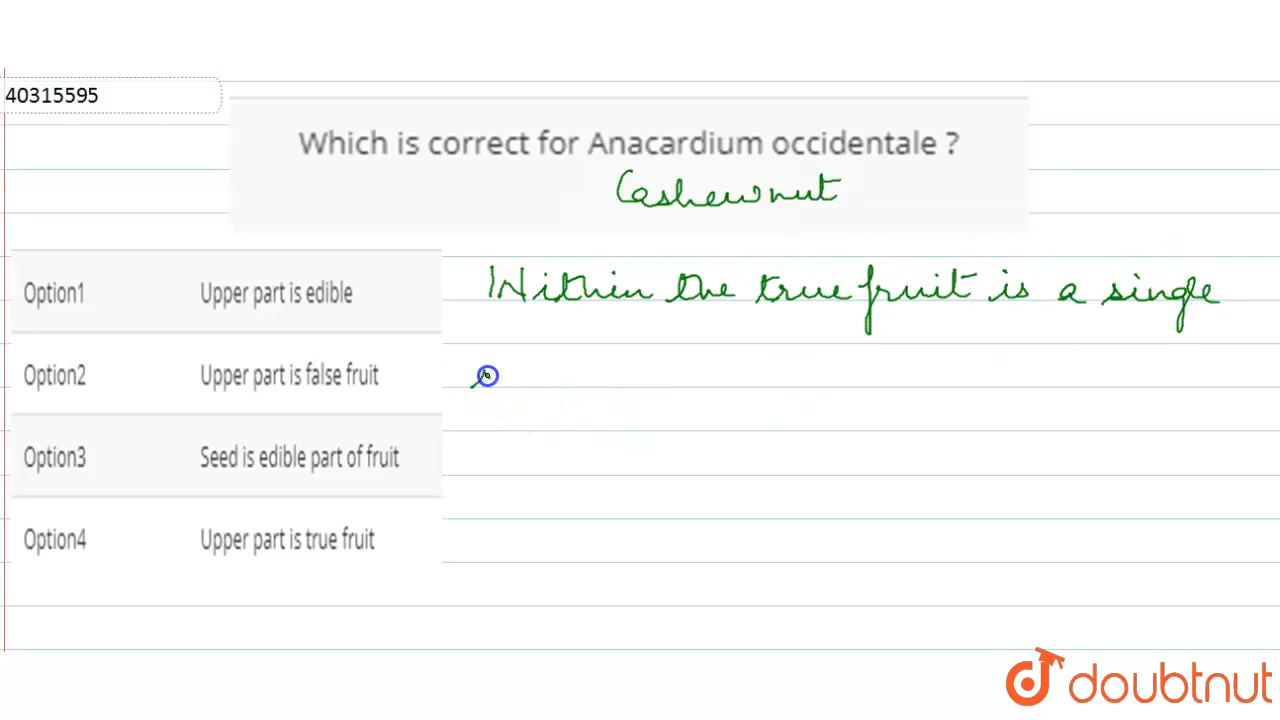 40315595
Which is correct for Anacardium occidentale ?
Cashewnut
Option1 Upper part is edible
Within the true fruit is a single
Option2 Upper part is false fruit
Option3 Seed is edible part of fruit
Option4 Upper part is true fruit
doubtnut